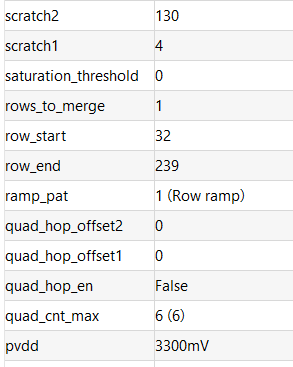 scratch2 130
scratch1 4
saturation_threshold 0
rows_to_merge 1
row_start 32
row_end 239
ramp_pat 1 (Row ramp)
quad_hop_offset2 0
quad_hop_offset1 0
quad_hop_en False
quad_cnt_max 6 (6)
pvdd 3300mV